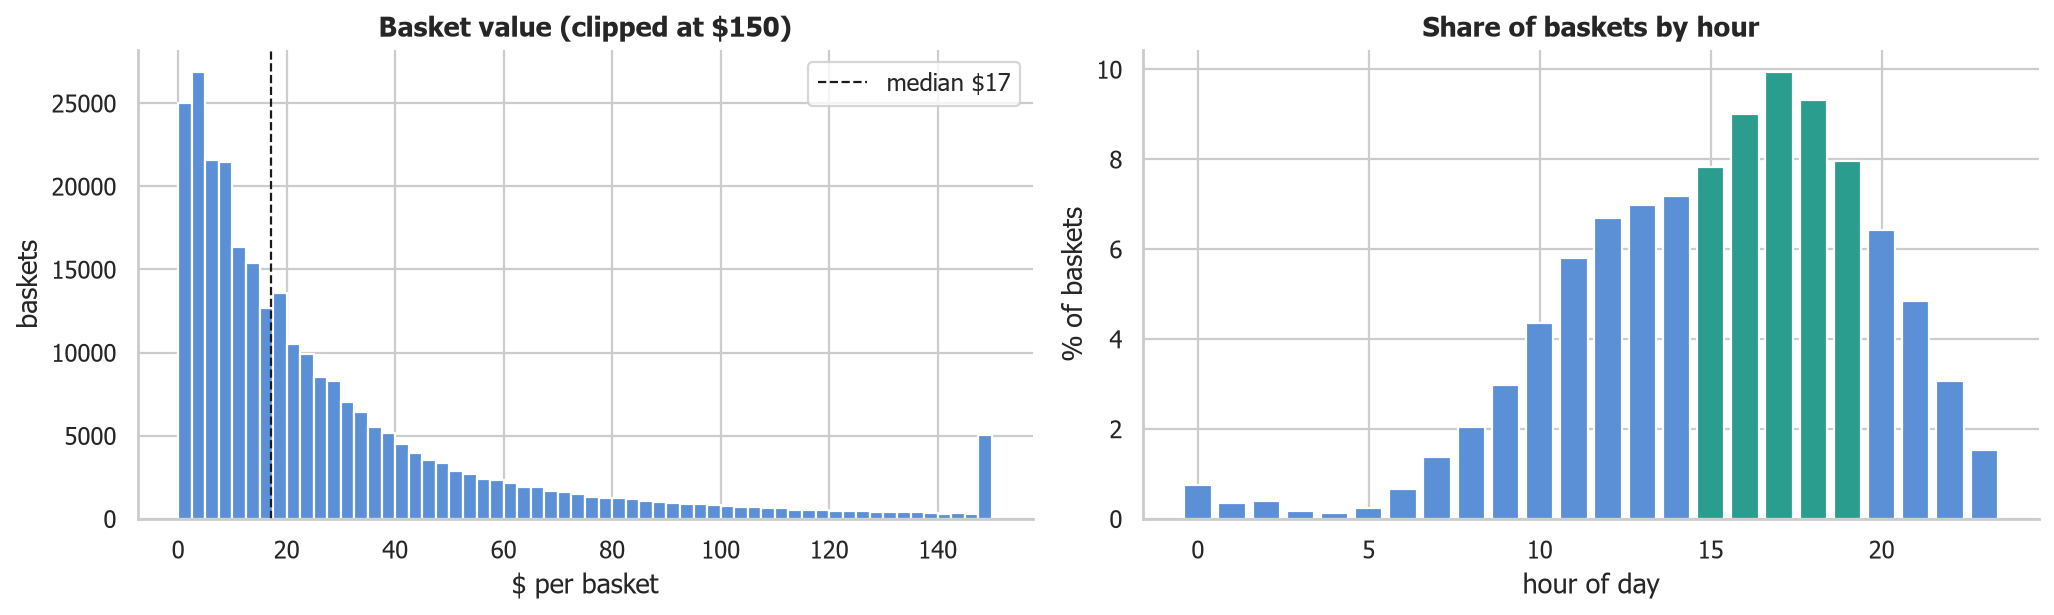 Basket value (clipped at $150)
median $17
25000
20000
15000
10000
5000
0
baskets
0 20 40 60 80 100 120 140
$ per basket
Share of baskets by hour
10
8
6
4
2
0
% of baskets
0 5 10 15 20
hour of day